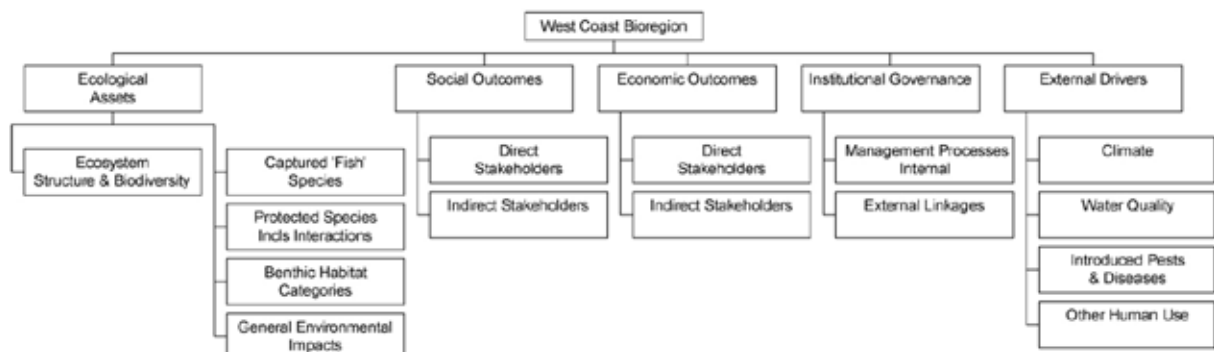 West Coast Bioregion
Ecological
Assets
Social Outcomes
Economic Outcomes
Institutional Governance
External Drivers
Ecosystem
Structure & Biodiversity
Captured 'Fish'
Species
Protected Species
Incls Interactions
Benthic Habitat
Categories
General Environmental
Impacts
Direct
Stakeholders
Indirect Stakeholders
Direct
Stakeholders
Indirect Stakeholders
Management Processes
Internal
External Linkages
Climate
Water Quality
Introduced Pests
& Diseases
Other Human Use